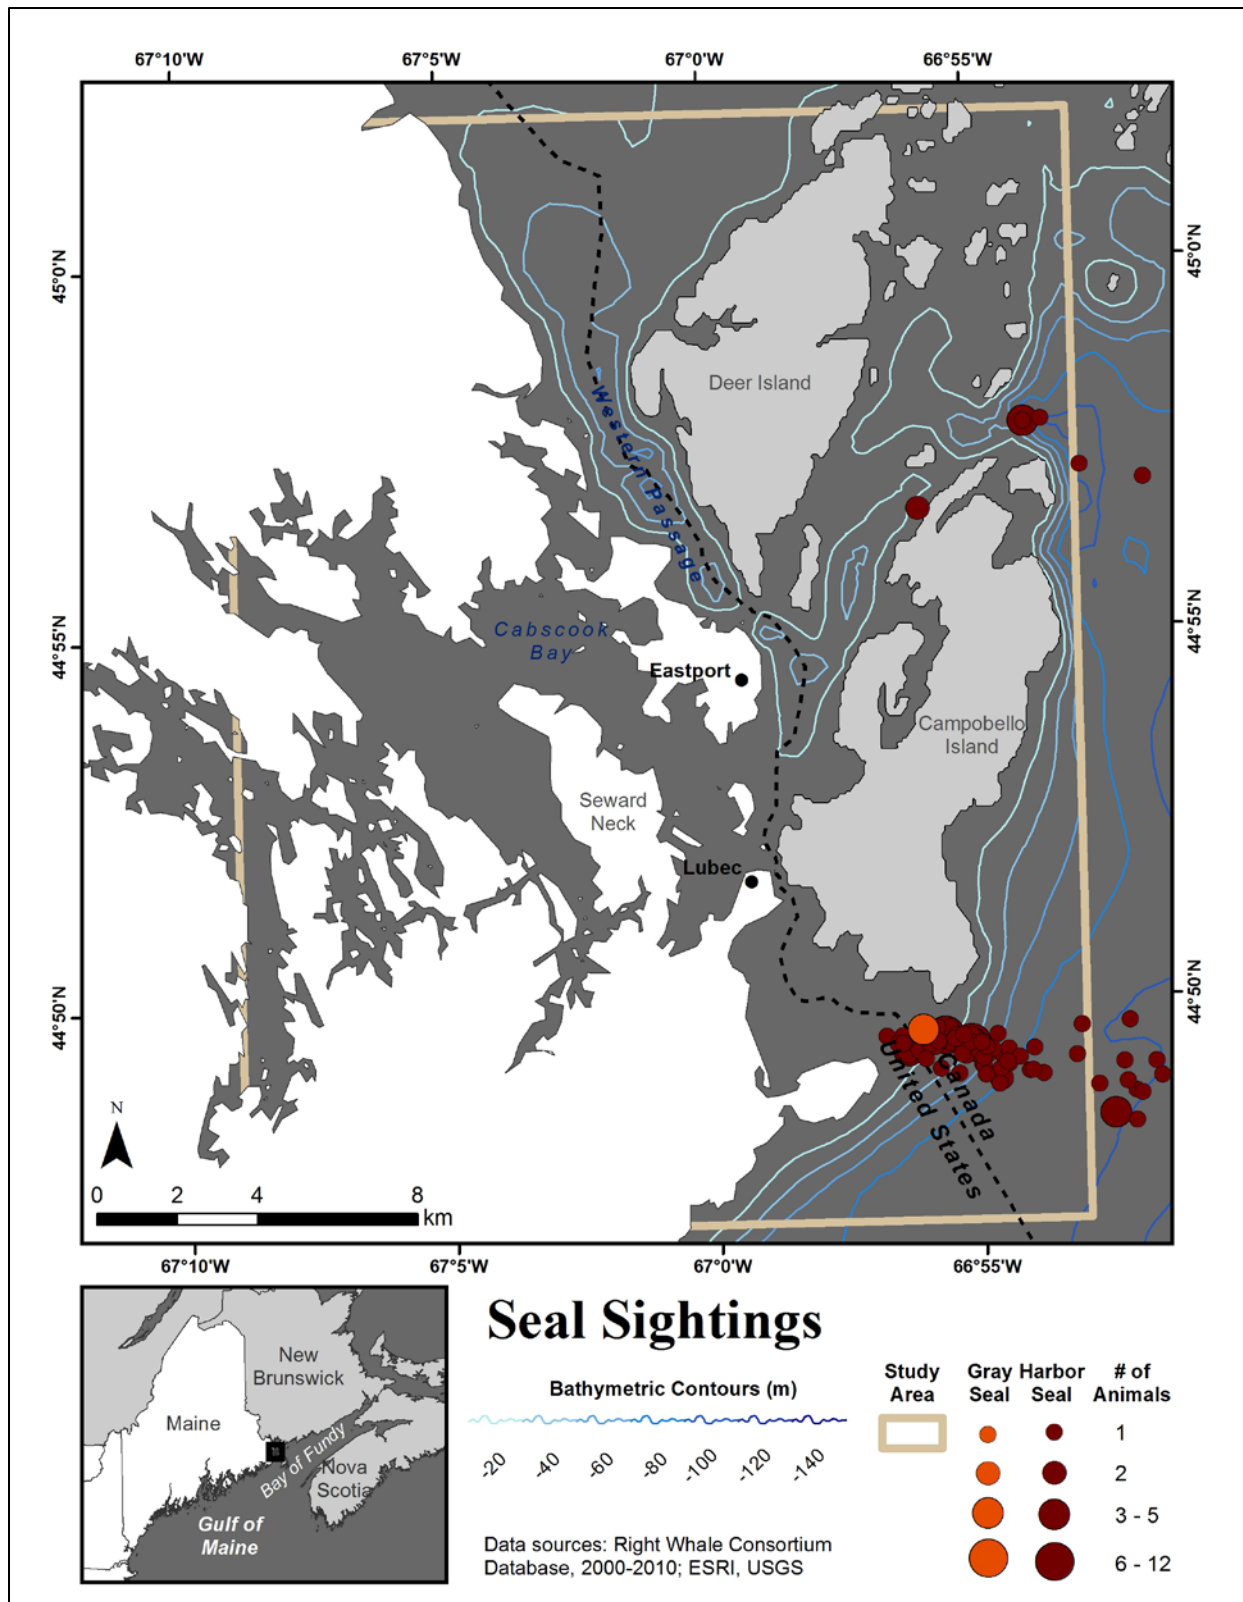 67°10'W
67°5'W
67°0'W
66°55'W
45°0'N
45°0'N
Deer Island
Western Passage
44°55'N
44°55'N
Cabscook
Bay
Eastport
Campobello
Island
Seward
Neck
Lubec
44°50'N
44°50'N
Canada
United States
N
0 2 4 8
km
67°10'W
67°5'W
67°0'W
66°55'W
New
Brunswick
Maine
Bay of Fundy
Nova
Scotia
Gulf of
Maine
Seal Sightings
Bathymetric Contours (m)
-20 -40 -60 -80 -100 -120 -140
Data sources: Right Whale Consortium
Database, 2000-2010; ESRI, USGS
Study
Area
Gray
Seal
Harbor
Seal
# of
Animals
1
2
3 - 5
6 - 12